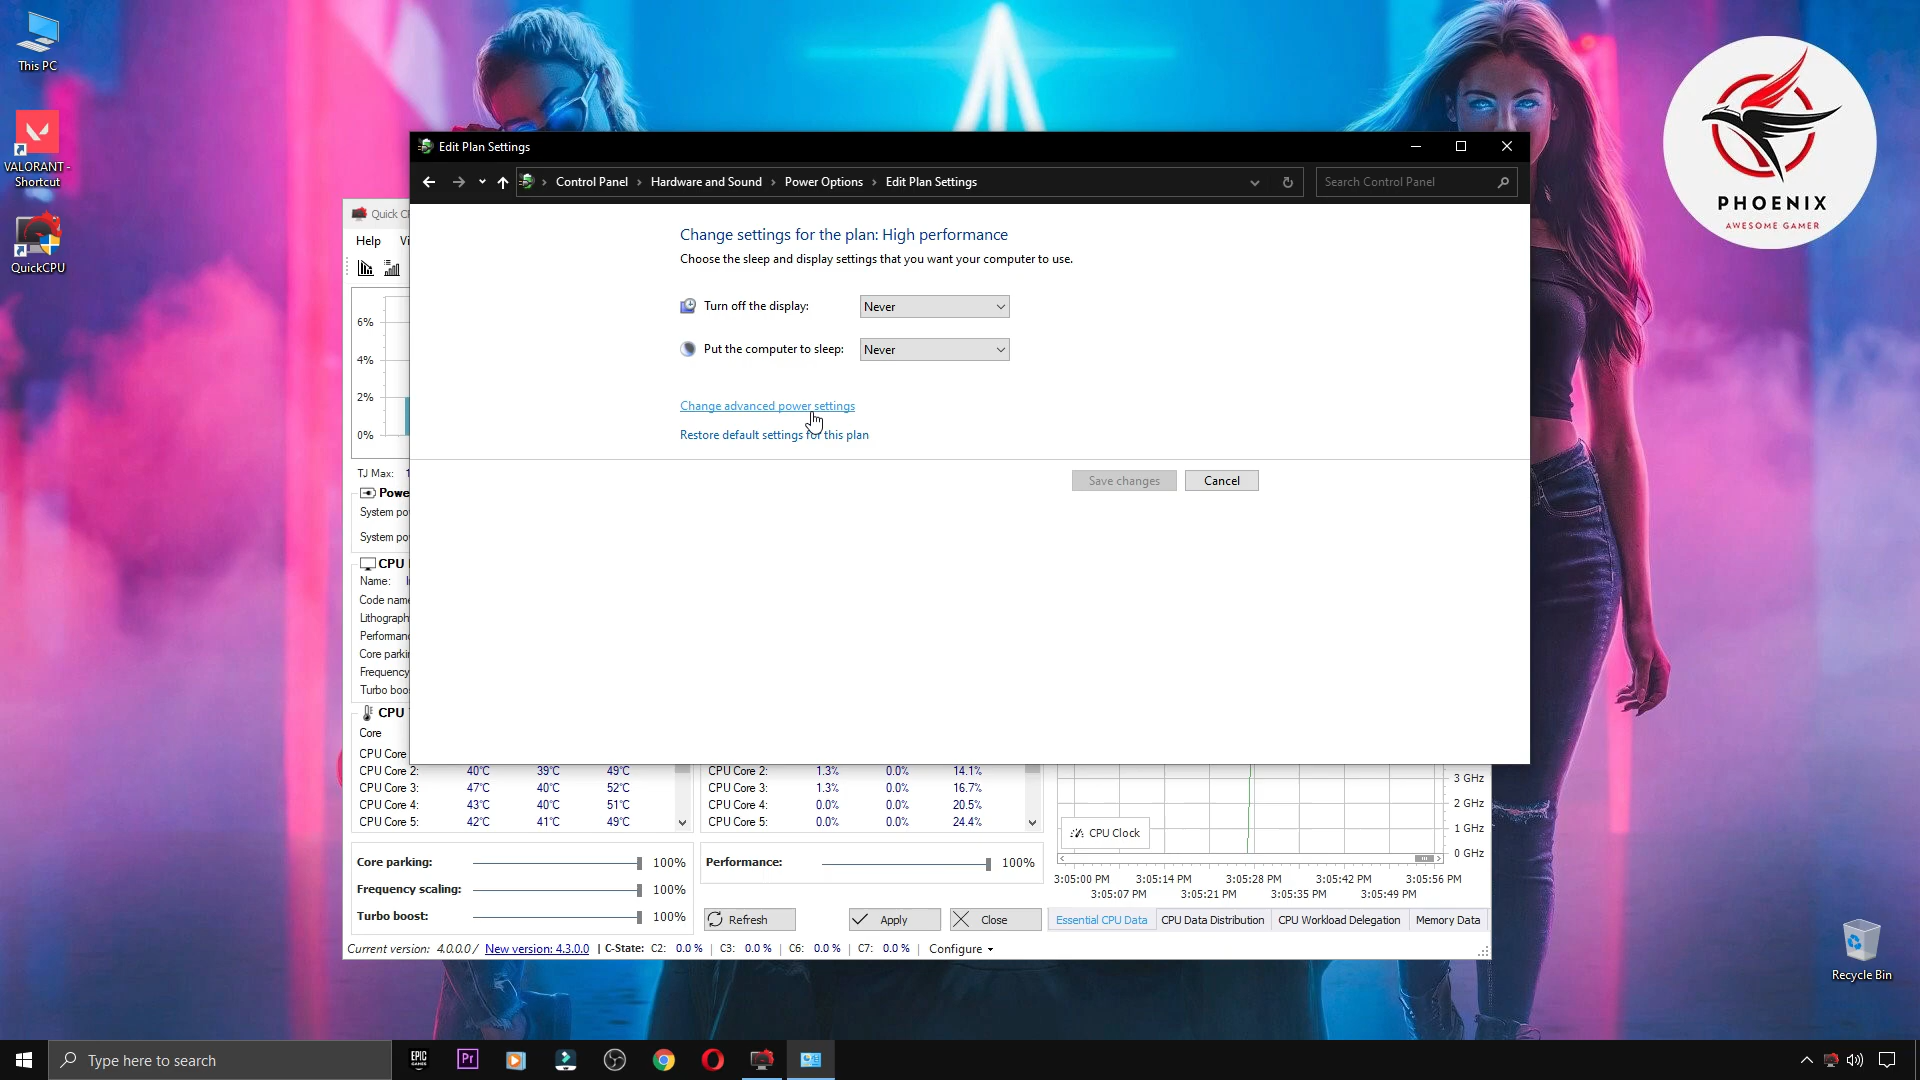 This PC
VALORANT -
Shortcut
QuickCPU
PHOENIX
AWESOME GAMER
Edit Plan Settings
Control Panel > Hardware and Sound > Power Options > Edit Plan Settings
Search Control Panel
Change settings for the plan: High performance
Choose the sleep and display settings that you want your computer to use.
Turn off the display: Never
Put the computer to sleep: Never
Change advanced power settings
Restore default settings for this plan
Save changes Cancel
Quick
Help
6%
4%
2%
0%
TJ Max:
System
System
CPU
Name:
Code name
Core
CPU
Core
CPU Core
CPU Core 2: 40°C 39°C 49°C
CPU Core 3: 47°C 40°C 52°C
CPU Core 4: 43°C 40°C 51°C
CPU Core 5: 42°C 41°C 49°C
CPU Core 2: 1.3% 0.0% 14.1%
CPU Core 3: 1.3% 0.0% 16.7%
CPU Core 4: 0.0% 0.0% 20.5%
CPU Core 5: 0.0% 0.0% 24.4%
3 GHz
2 GHz
1 GHz
0 GHz
CPU Clock
3:05:00 PM 3:05:14 PM 3:05:28 PM 3:05:42 PM 3:05:56 PM
3:05:07 PM 3:05:21 PM 3:05:35 PM 3:05:49 PM
Core parking: 100%
Frequency scaling: 100%
Turbo boost: 100%
Performance: 100%
Refresh Apply Close
Essential CPU Data CPU Data Distribution CPU Workload Delegation Memory Data
Current version: 4.0.0.0 / New version: 4.3.0.0 | C-State: C2: 0.0 % | C3: 0.0 % | C6: 0.0 % | C7: 0.0 % | Configure
Recycle Bin
Type here to search
EPIC
GAMES
Pr